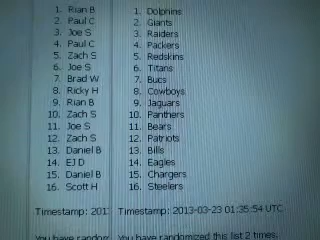 1. Rian B
2. Paul C
3. Joe S
4. Paul C
5. Zach S
6. Joe S
7. Brad W
8. Ricky H
9. Rian B
10. Zach S
11. Joe S
12. Zach S
13. Daniel B
14. EJ D
15. Daniel B
16. Scott H
Timestamp: 201
You have random
1. Dolphins
2. Giants
3. Raiders
4. Packers
5. Redskins
6. Titans
7. Bucs
8. Cowboys
9. Jaguars
10. Panthers
11. Bears
12. Patriots
13. Bills
14. Eagles
15. Chargers
16. Steelers
Timestamp: 2013-03-23 01:35:54 UTC
You have randomized this list 2 times.